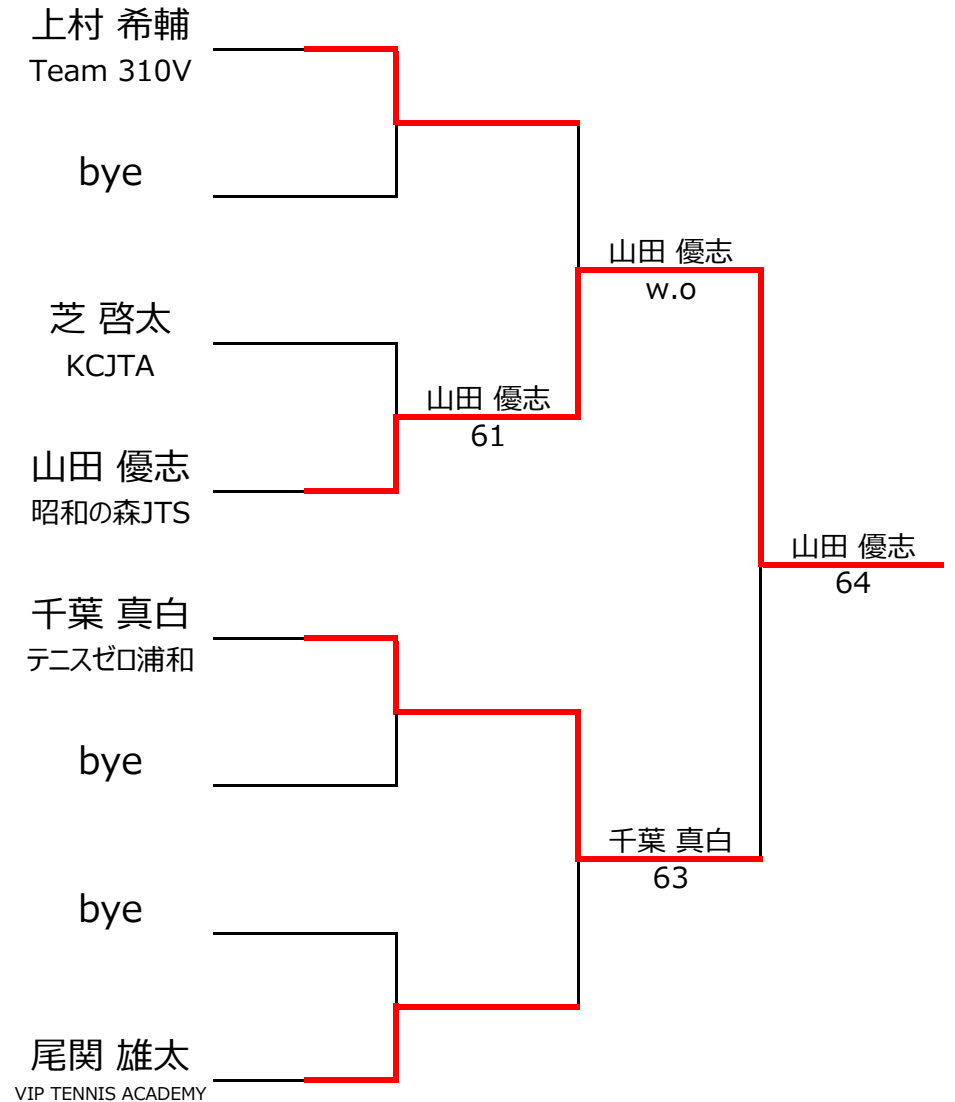 上村 希輔
Team 310V
bye
山田 優志
w.o
芝 啓太
KCJTA
山田 優志
61
山田 優志
昭和の森JTS
山田 優志
64
千葉 真白
テニスゼロ浦和
bye
千葉 真白
63
bye
尾関 雄太
VIP TENNIS ACADEMY